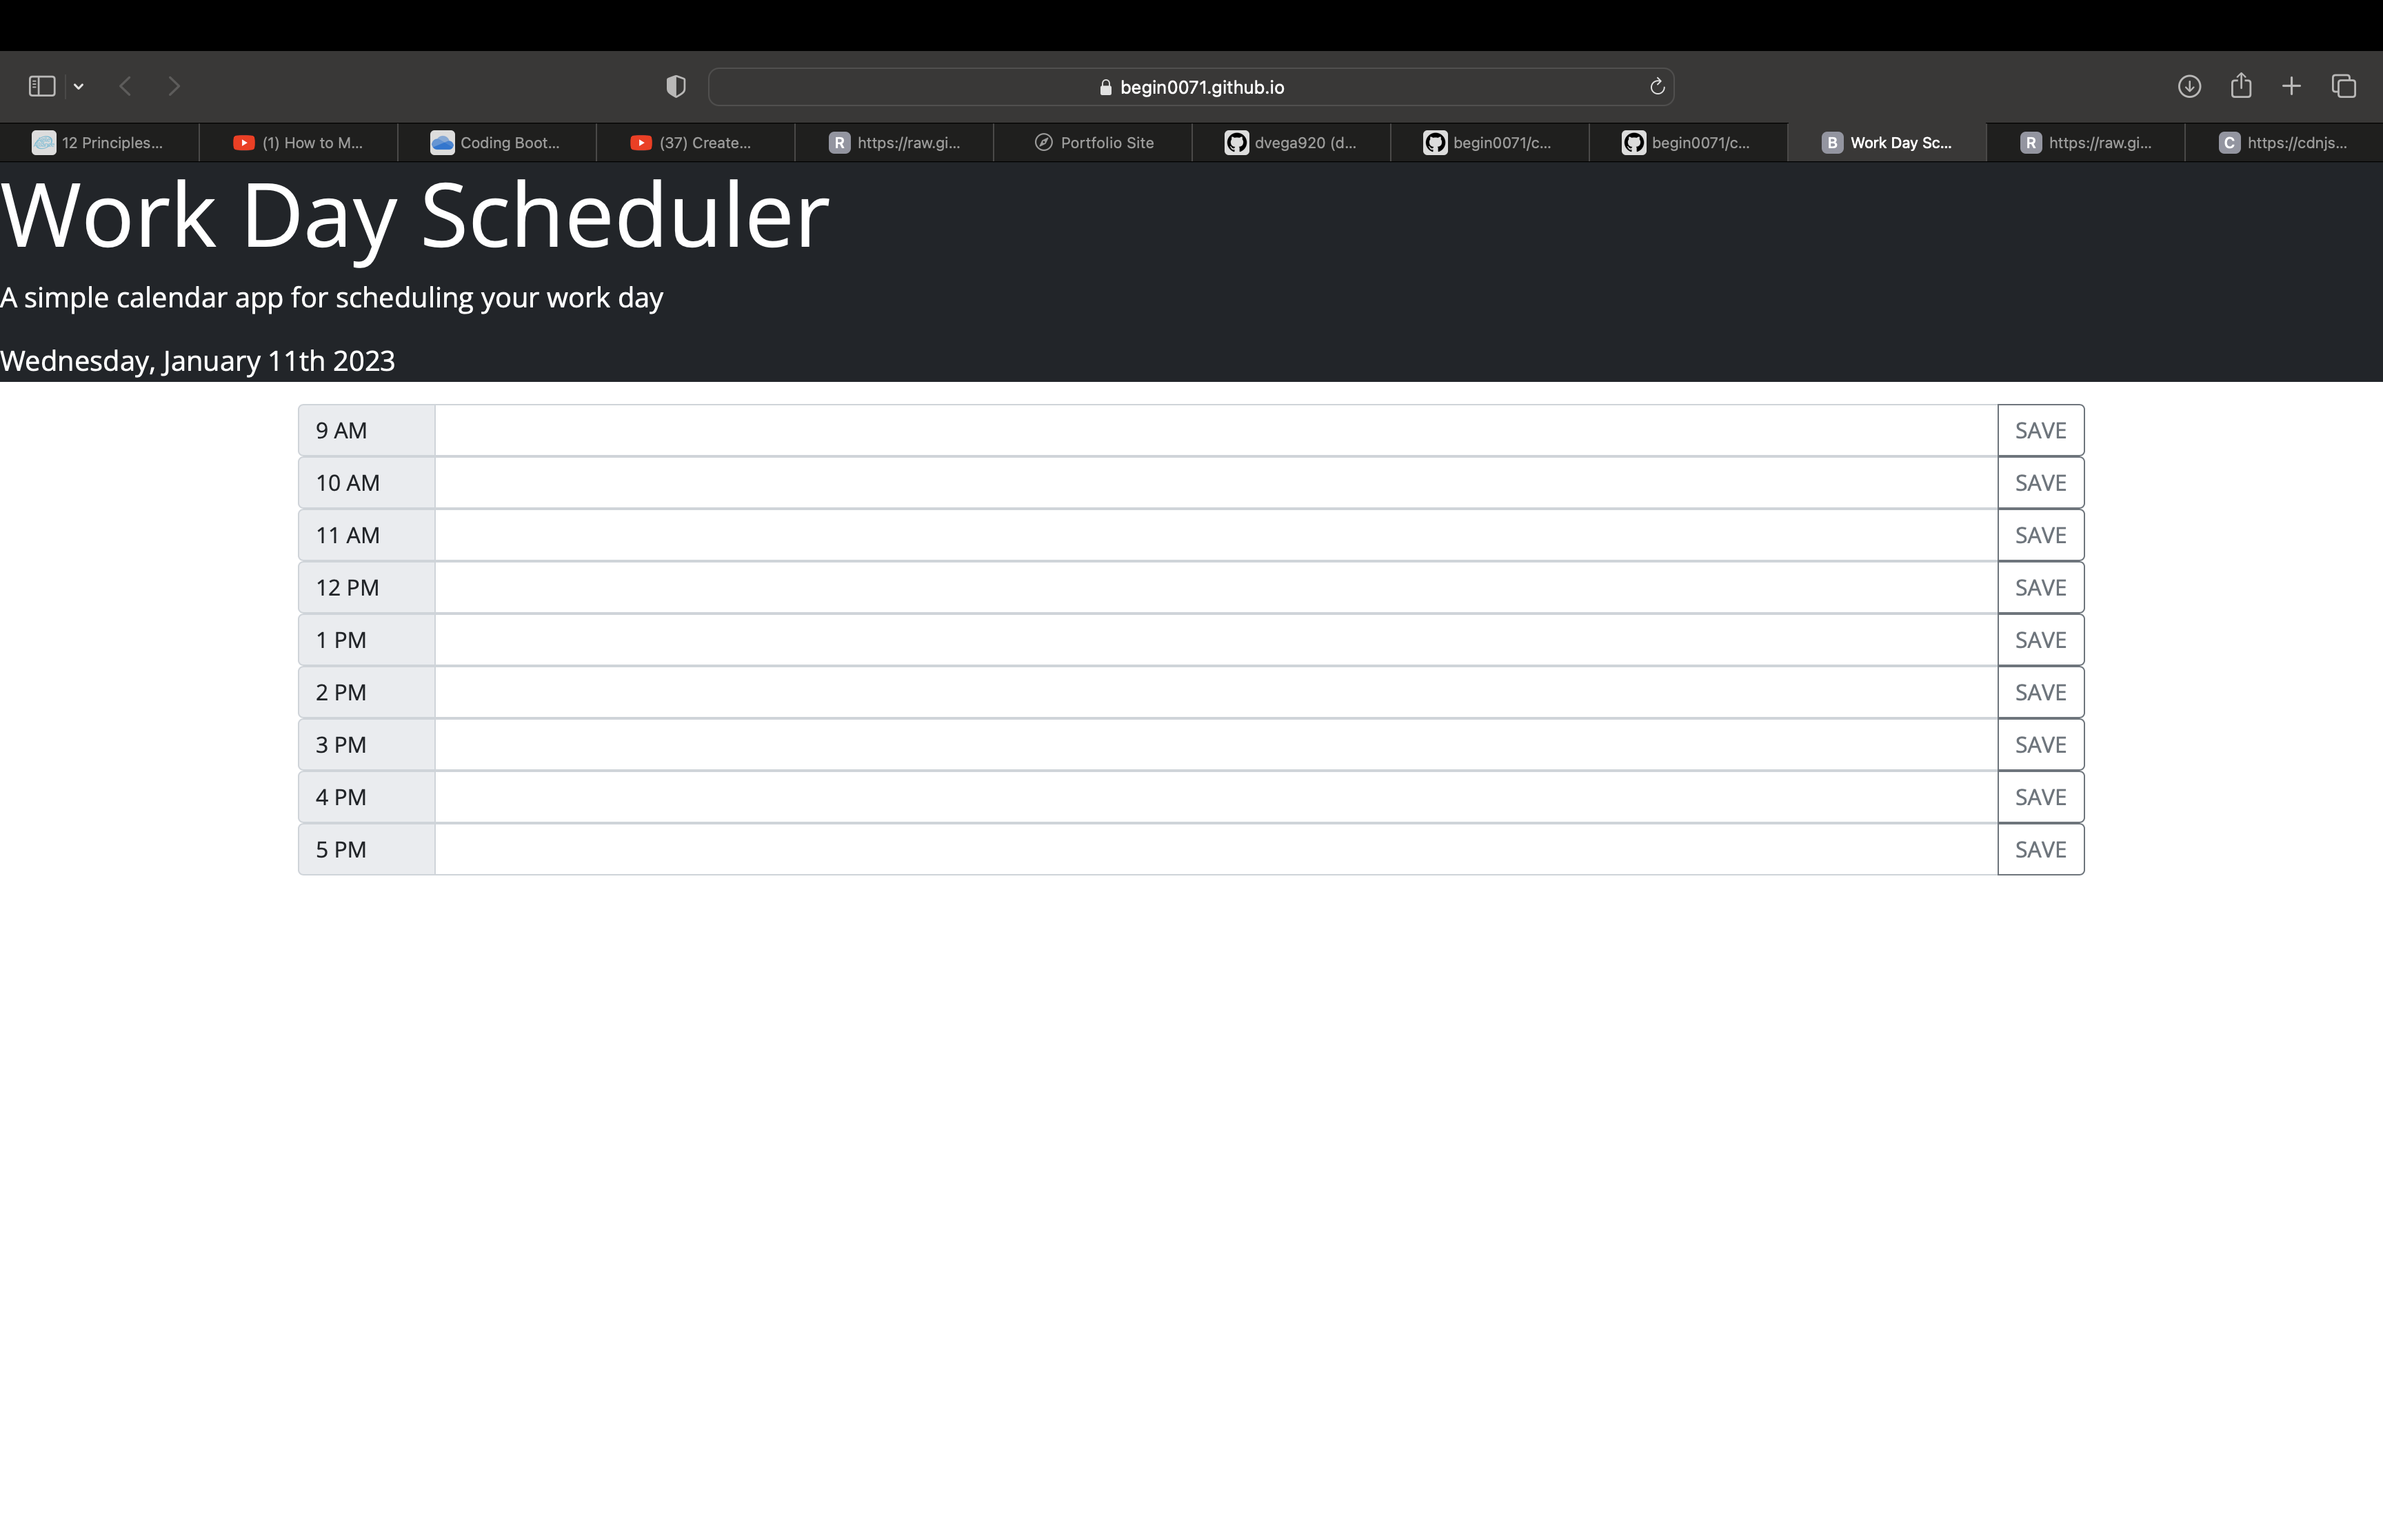 begin0071.github.io
12 Principles...
(1) How to M...
Coding Boot...
(37) Create...
R https://raw.gi...
Portfolio Site
dvega920 (d...
begin0071/c...
begin0071/c...
B Work Day Sc...
R https://raw.gi...
C https://cdnjs...
Work Day Scheduler
A simple calendar app for scheduling your work day
Wednesday, January 11th 2023
9 AM SAVE
10 AM SAVE
11 AM SAVE
12 PM SAVE
1 PM SAVE
2 PM SAVE
3 PM SAVE
4 PM SAVE
5 PM SAVE